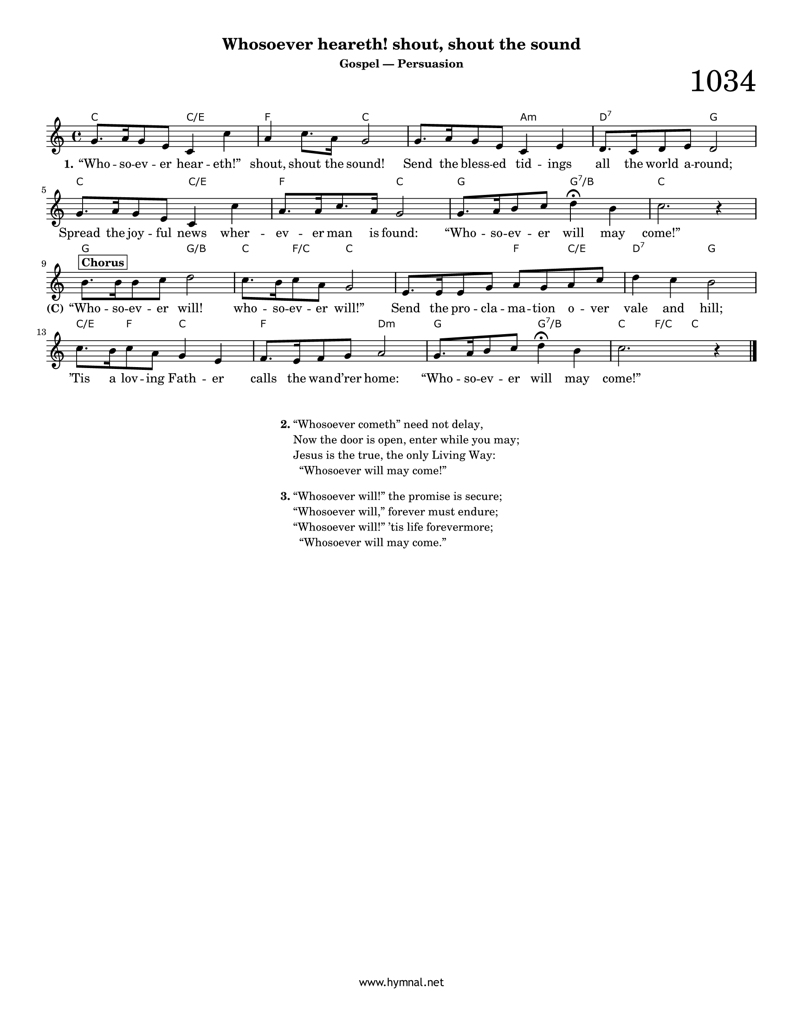 Whosoever heareth! shout, shout the sound
Gospel — Persuasion
1034
C C/E F C Am D7 G
1. “Who - so-ev - er hear - eth!” shout, shout the sound! Send the bless-ed tid - ings all the world a-round;
5 C C/E F C G G7/B C
Spread the joy - ful news wher - ev - er man is found: “Who - so-ev - er will may come!”
G G/B C F/C C F C/E D7 G
9 Chorus
(C) “Who - so-ev - er will! who - so-ev - er will!” Send the pro - cla - ma - tion o - ver vale and hill;
13 C/E F C F Dm G G7/B C F/C C
’Tis a lov - ing Fath - er calls the wand’rer home: “Who - so-ev - er will may come!”
2. “Whosoever cometh” need not delay,
Now the door is open, enter while you may;
Jesus is the true, the only Living Way:
“Whosoever will may come!”
3. “Whosoever will!” the promise is secure;
“Whosoever will,” forever must endure;
“Whosoever will!” ’tis life forevermore;
“Whosoever will may come.”
www.hymnal.net